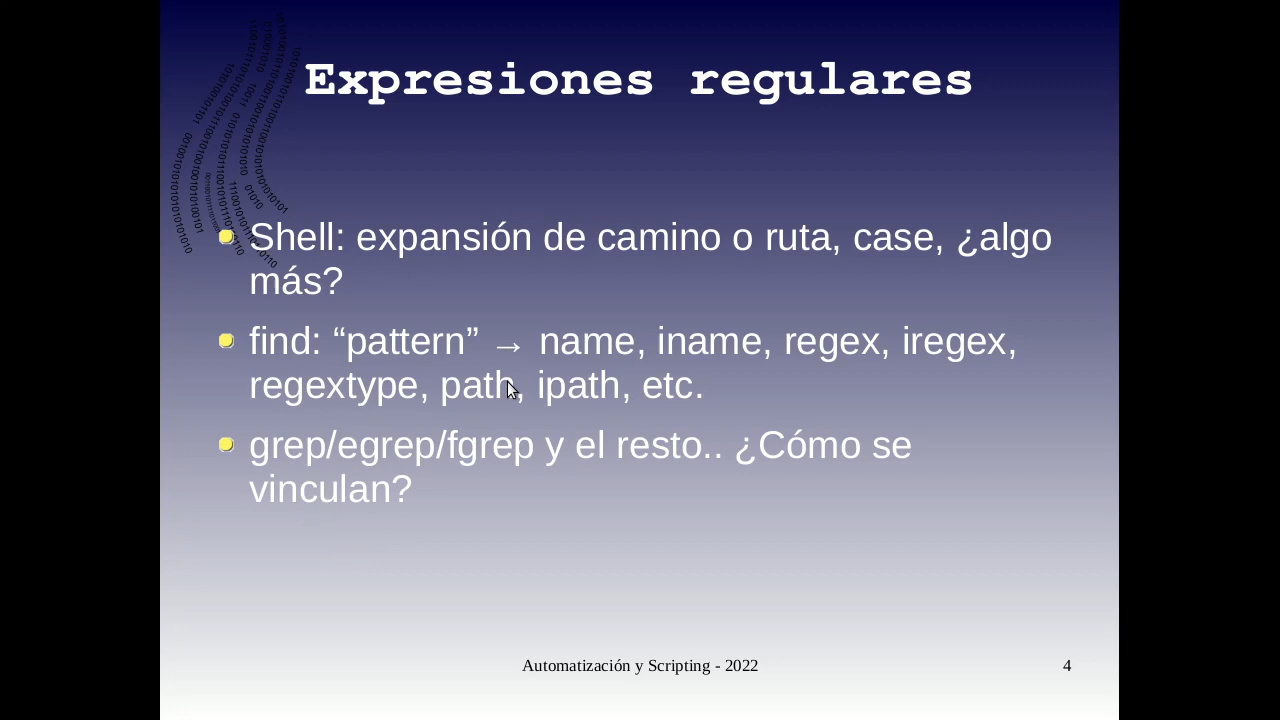 Expresiones regulares
Shell: expansión de camino o ruta, case, ¿algo
más?
find: “pattern” → name, iname, regex, iregex,
regextype, path, ipath, etc.
grep/egrep/fgrep y el resto.. ¿Cómo se
vinculan?
Automatización y Scripting - 2022
4